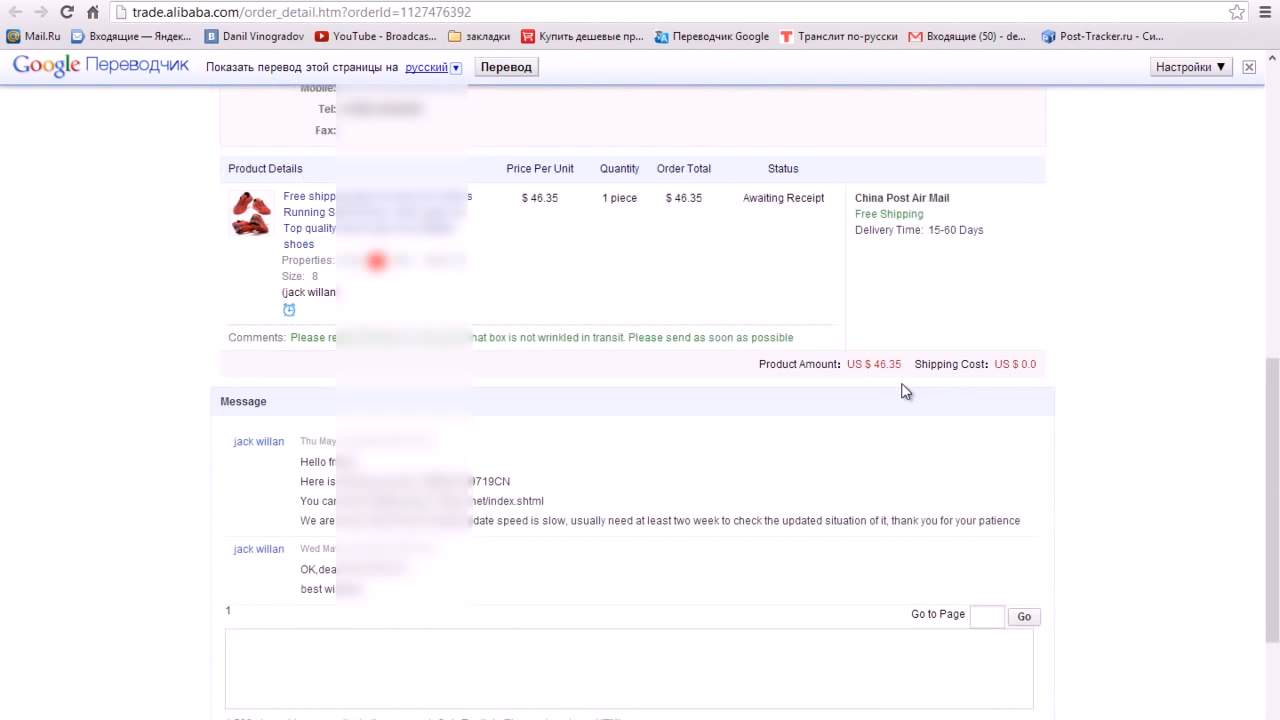 trade.alibaba.com/order_detail.htm?orderId=1127476392
Mail.Ru Входящие — Яндек... Danil Vinogradov YouTube - Broadcas... закладки Купить дешевые пр... Переводчик Google Транслит по-русски Входящие (50) - de... Post-Tracker.ru - Си...
Google Переводчик Показать перевод этой страницы на русский Перевод Настройки ▼
Mobile:
Tel:
Fax:
Product Details Price Per Unit Quantity Order Total Status
Free shipp $ 46.35 1 piece $ 46.35 Awaiting Receipt China Post Air Mail
Running S Free Shipping
Top quality Delivery Time: 15-60 Days
shoes
Properties:
Size: 8
(jack willan
Comments: Please re hat box is not wrinkled in transit. Please send as soon as possible
Product Amount: US $ 46.35 Shipping Cost: US $ 0.0
Message
jack willan Thu May
Hello fr
Here is 9719CN
You can net/index.shtml
We are date speed is slow, usually need at least two week to check the updated situation of it, thank you for your patience
jack willan Wed Ma
OK,dea
best wi
1 Go to Page Go